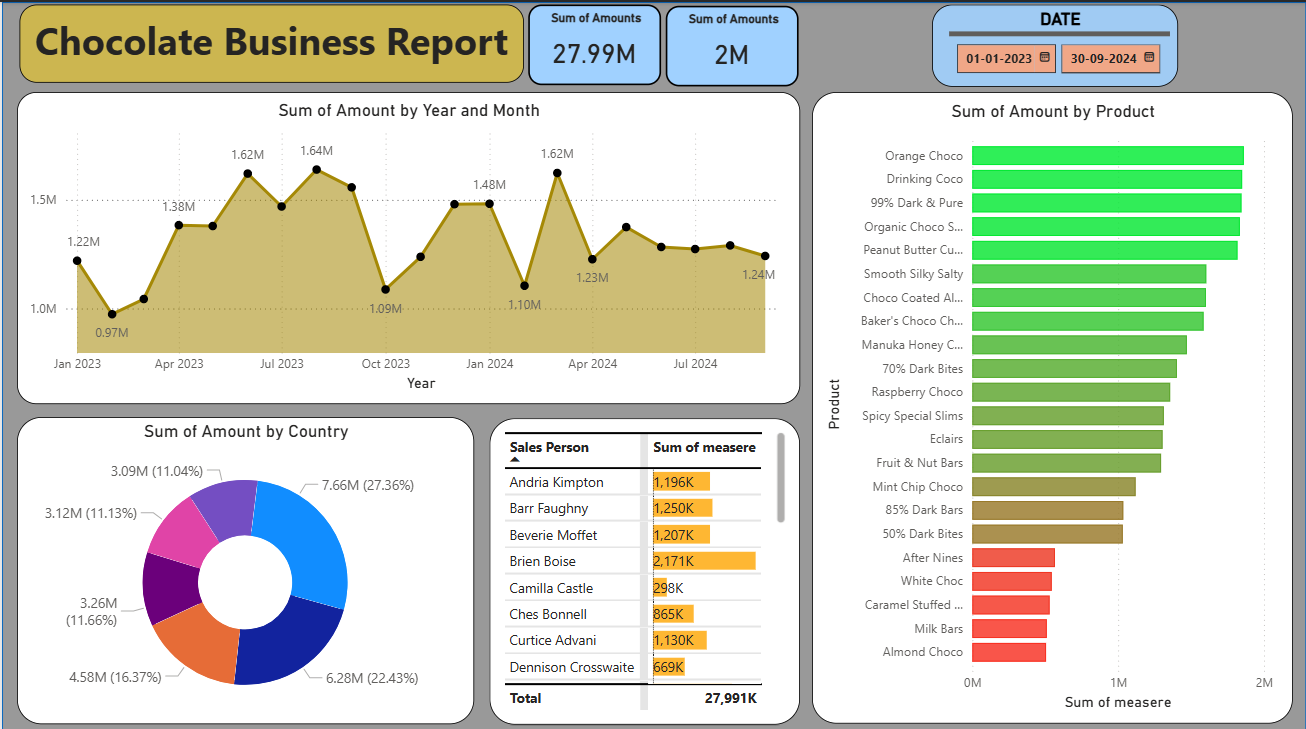 Chocolate Business Report
Sum of Amounts
27.99M
Sum of Amounts
2M
DATE
01-01-2023
30-09-2024
Sum of Amount by Year and Month
1.5M
1.0M
1.22M
0.97M
1.38M
1.62M
1.64M
1.09M
1.48M
1.10M
1.62M
1.23M
1.24M
Jan 2023
Apr 2023
Jul 2023
Oct 2023
Jan 2024
Apr 2024
Jul 2024
Year
Sum of Amount by Country
3.09M (11.04%)
7.66M (27.36%)
3.12M (11.13%)
3.26M
(11.66%)
4.58M (16.37%)
6.28M (22.43%)
Sales Person Sum of measere
Andria Kimpton 1,196K
Barr Faughny 1,250K
Beverie Moffet 1,207K
Brien Boise 2,171K
Camilla Castle 298K
Ches Bonnell 865K
Curtice Advani 1,130K
Dennison Crosswaite 669K
Total 27,991K
Sum of Amount by Product
Product
Orange Choco
Drinking Coco
99% Dark & Pure
Organic Choco S...
Peanut Butter Cu...
Smooth Silky Salty
Choco Coated Al...
Baker's Choco Ch...
Manuka Honey C...
70% Dark Bites
Raspberry Choco
Spicy Special Slims
Eclairs
Fruit & Nut Bars
Mint Chip Choco
85% Dark Bars
50% Dark Bites
After Nines
White Choc
Caramel Stuffed ...
Milk Bars
Almond Choco
0M
1M
2M
Sum of measere